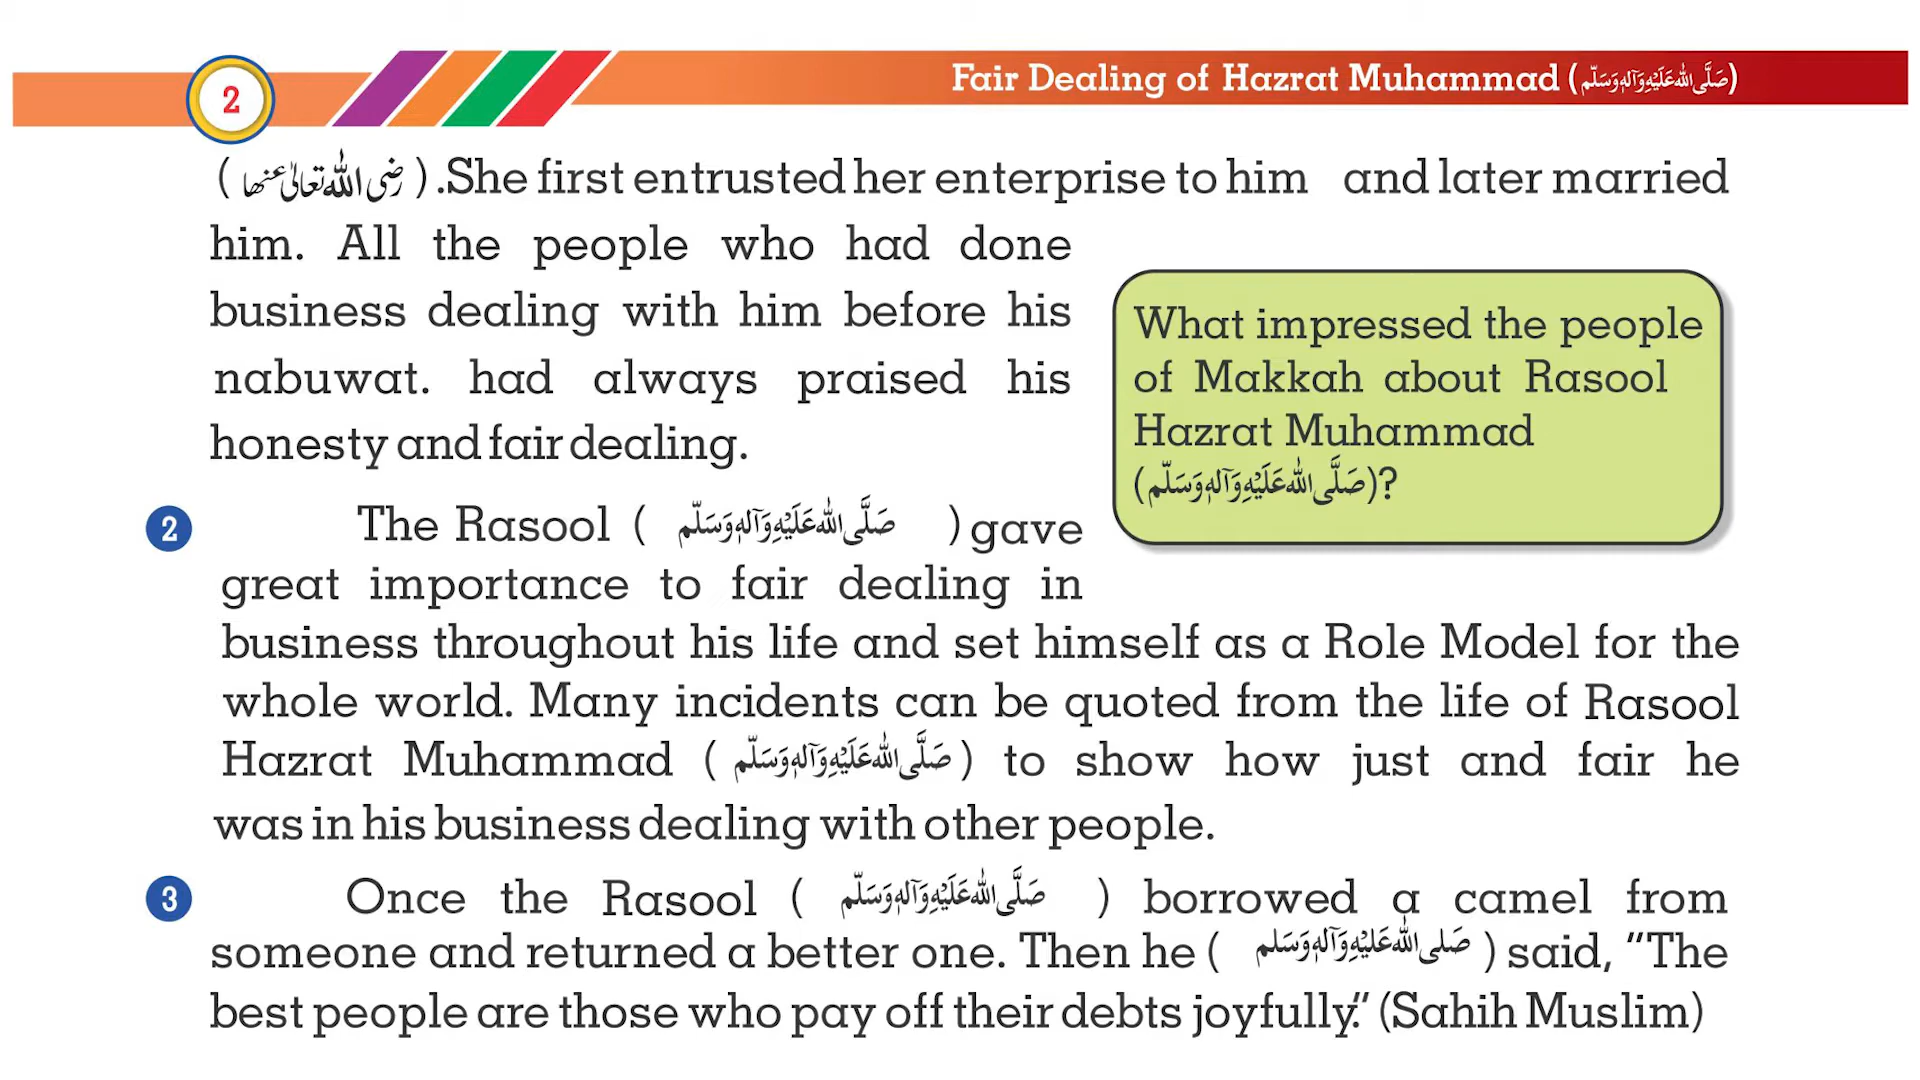 2
Fair Dealing of Hazrat Muhammad (صَلَّى اللهُ عَلَيْهِ وَآلِهٖ وَسَلَّمَ)
(رضی اللہ تعالیٰ عنھا).She first entrusted her enterprise to him and later married
him. All the people who had done
business dealing with him before his
nabuwat. had always praised his
honesty and fair dealing.
What impressed the people
of Makkah about Rasool
Hazrat Muhammad
(صَلَّى اللهُ عَلَيْهِ وَآلِهٖ وَسَلَّمَ)?
2 The Rasool (صَلَّى اللهُ عَلَيْهِ وَآلِهٖ وَسَلَّمَ) gave
great importance to fair dealing in
business throughout his life and set himself as a Role Model for the
whole world. Many incidents can be quoted from the life of Rasool
Hazrat Muhammad (صَلَّى اللهُ عَلَيْهِ وَآلِهٖ وَسَلَّمَ) to show how just and fair he
was in his business dealing with other people.
3 Once the Rasool (صَلَّى اللهُ عَلَيْهِ وَآلِهٖ وَسَلَّمَ) borrowed a camel from
someone and returned a better one. Then he (صَلى اللهُ عَلَيْهِ وَآلِهٖ وَسَلم) said, "The
best people are those who pay off their debts joyfully." (Sahih Muslim)